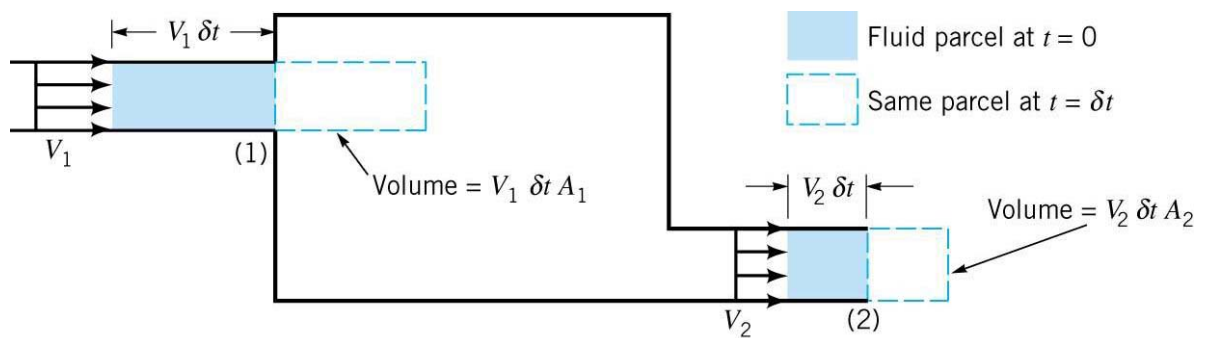 V₁ δt
Fluid parcel at t = 0
Same parcel at t = δt
V₁
(1)
Volume = V₁ δt A₁
V₂ δt
Volume = V₂ δt A₂
V₂
(2)